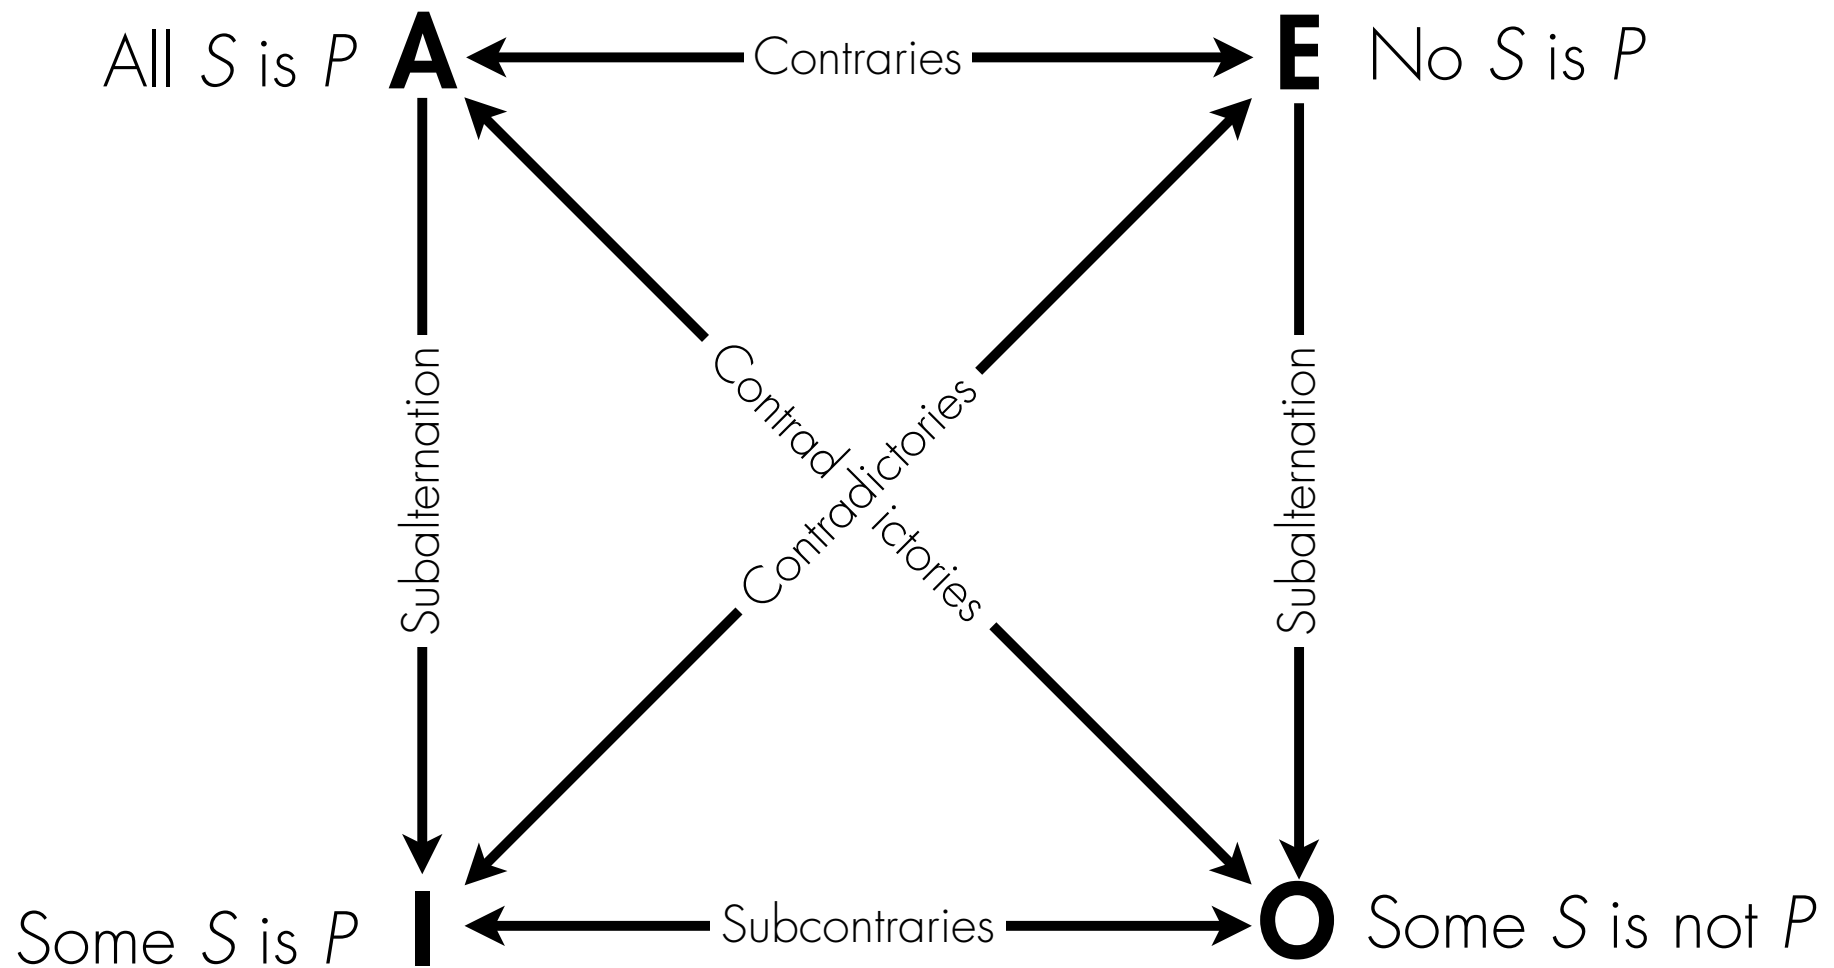 All S is P A Contraries E No S is P
Subalternation
Contradictories
Contradictories
Subalternation
Some S is P I Subcontraries O Some S is not P